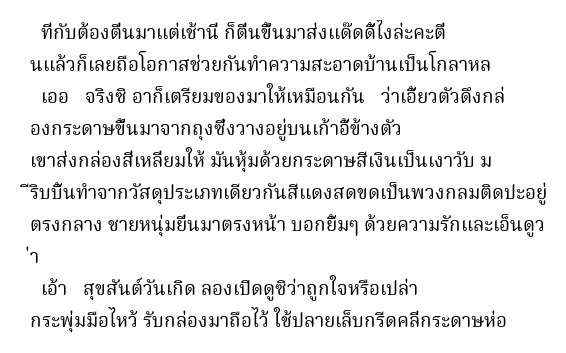 ที่กับต้องตื่นมาแต่เช้านี่ ก็ตื่นขึ้นมาส่งแด๊ดดี้ไงล่ะคะตื่
นแล้วก็เลยถือโอกาสช่วยกันทำความสะอาดบ้านเป็นโกลาหล
เออ จริงซิ อาก็เตรียมของมาให้เหมือนกัน ว่าเอี้ยวตัวดึงกล่
องกระดาษขึ้นมาจากถุงซึ่งวางอยู่บนเก้าอี้ข้างตัว
เขาส่งกล่องสี่เหลี่ยมให้ มันหุ้มด้วยกระดาษสีเงินเป็นเงาวับ ม
ีริบบิ้นทำจากวัสดุประเภทเดียวกันสีแดงสดขดเป็นพวงกลมติดปะอยู่
ตรงกลาง ชายหนุ่มยื่นมาตรงหน้า บอกยิ้มๆ ด้วยความรักและเอ็นดูว
่า
เอ้า สุขสันต์วันเกิด ลองเปิดดูซิว่าถูกใจหรือเปล่า
กระพุ่มมือไหว้ รับกล่องมาถือไว้ ใช้ปลายเล็บกรีดคลี่กระดาษห่อ